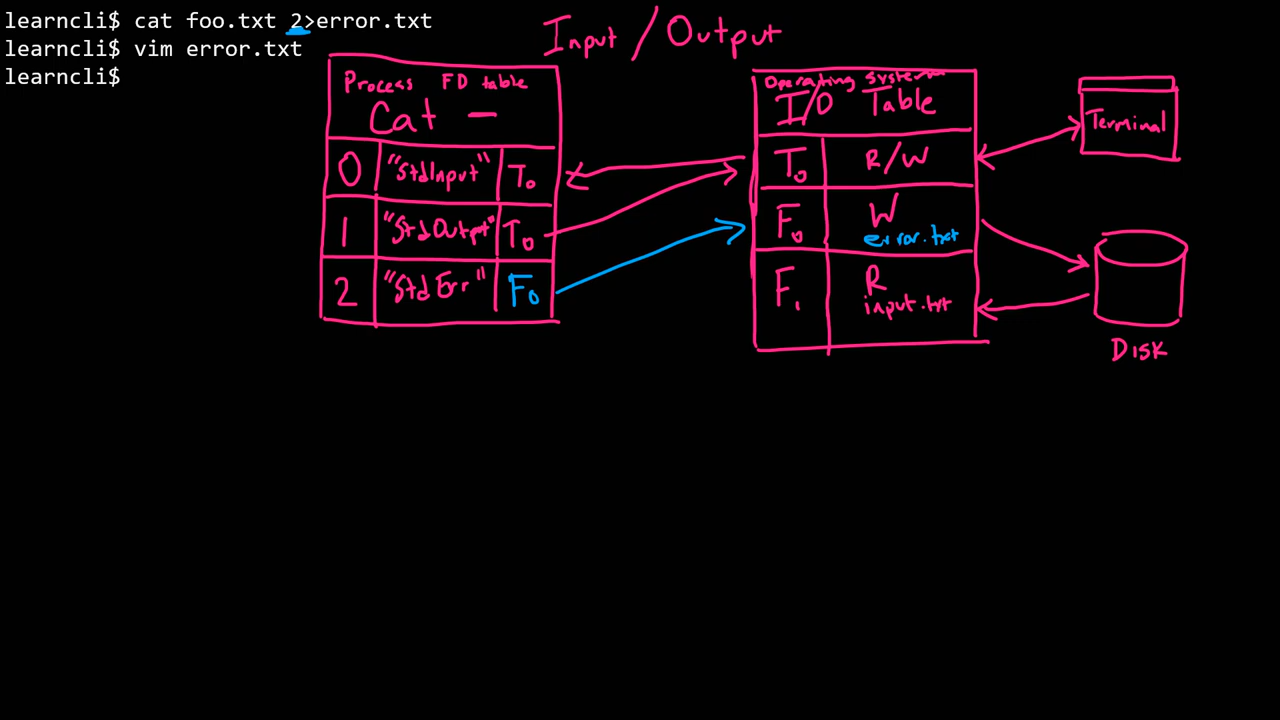 learncli$ cat foo.txt 2>error.txt
learncli$ vim error.txt
learncli$
Input / Output
Process FD table
Cat -
0 "StdInput" T0
1 "StdOutput" T0
2 "StdErr" F0
Operating System
I/O Table
T0 R/W
F0 W
error.txt
F1 R
input.txt
Terminal
Disk